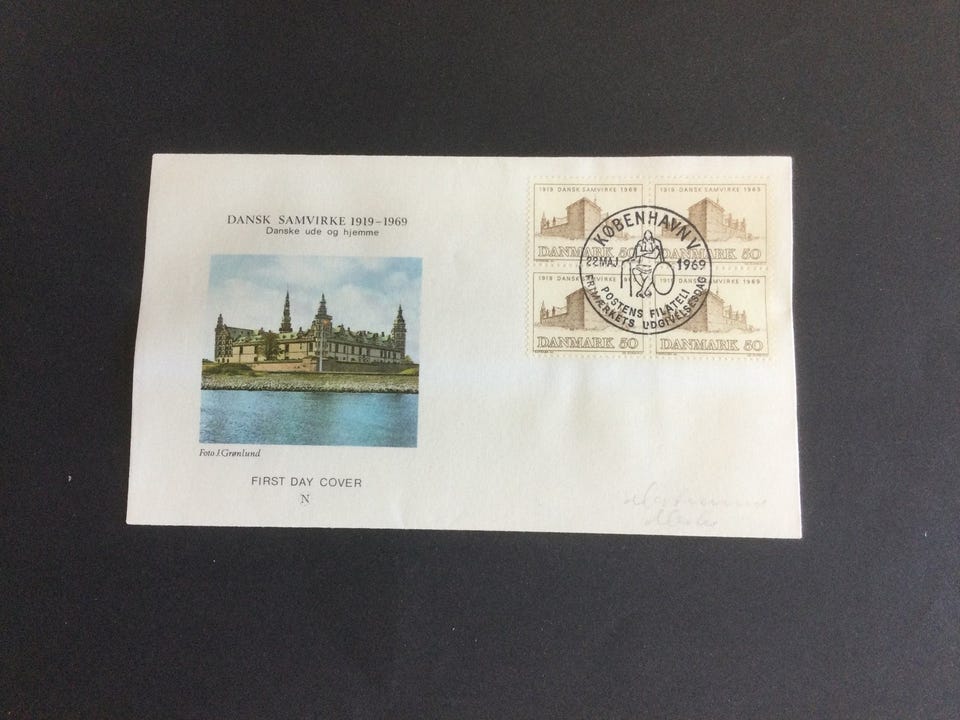 DANSK SAMVIRKE 1919-1969
Danske ude og hjemme
Foto J.Grønlund
FIRST DAY COVER
N
1919 DANSK SAMVIRKE 1969
DANMARK 50
1919 · DANSK SAMVIRKE 1969
DANMARK 50
1919 DANSK SAMVIRKE
DANMARK 50
1969
DANMARK 50
KØBENHAVN V
22 MAJ 1969
POSTENS FILATELI
FRIMÆRKETS UDGIVELSESDAG